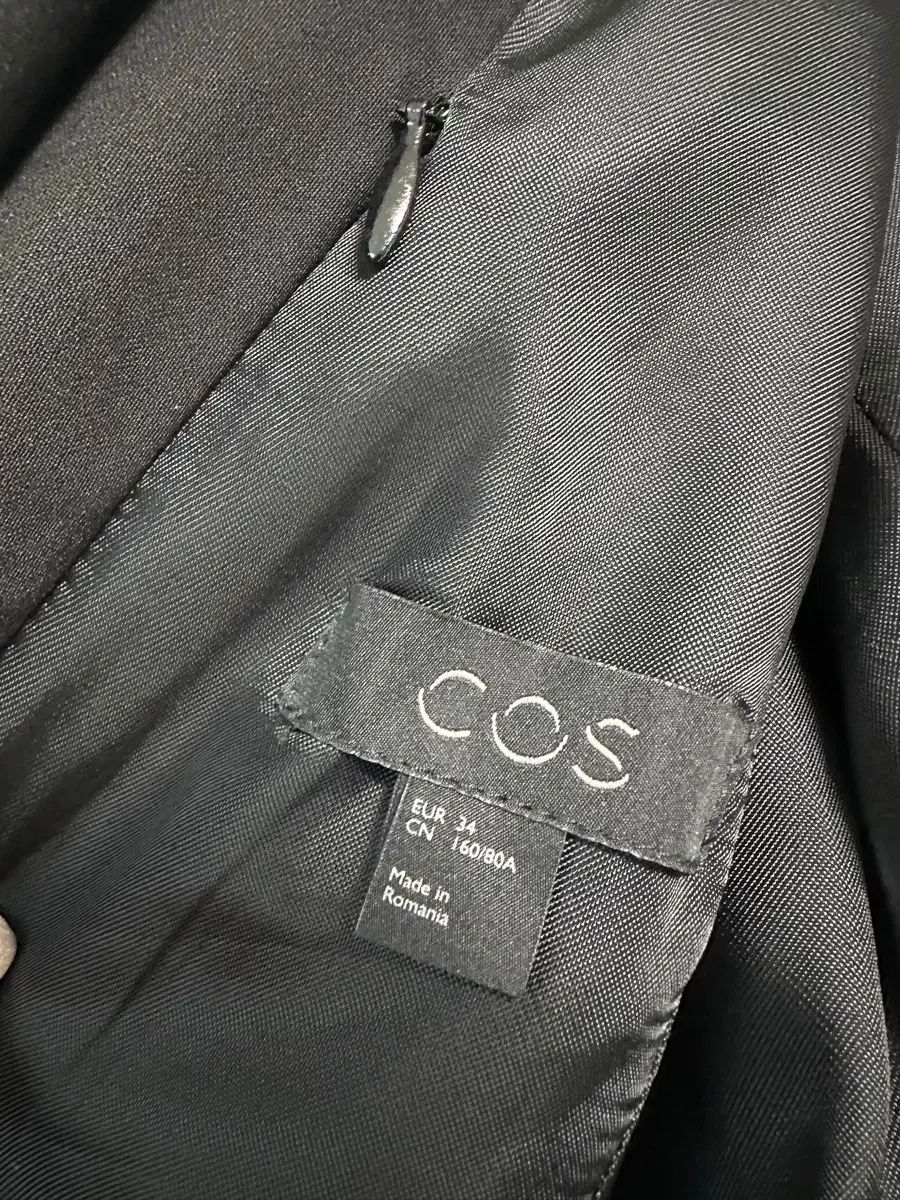 COS
EUR 34
CN 160/80A
Made in
Romania